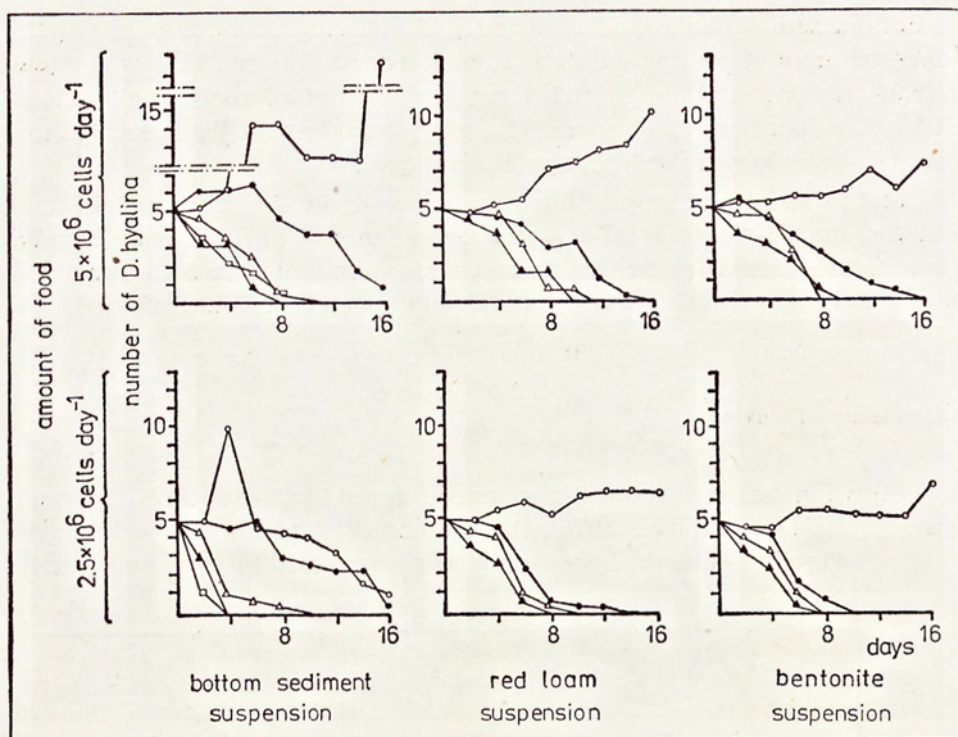 amount of food
5×10⁶ cells day⁻¹
2.5×10⁶ cells day⁻¹
number of D. hyalina
15
5
8
16
10
5
8
16
10
5
8
16
10
5
8
16
10
5
8
16
10
5
8
16
days
bottom sediment
suspension
red loam
suspension
bentonite
suspension